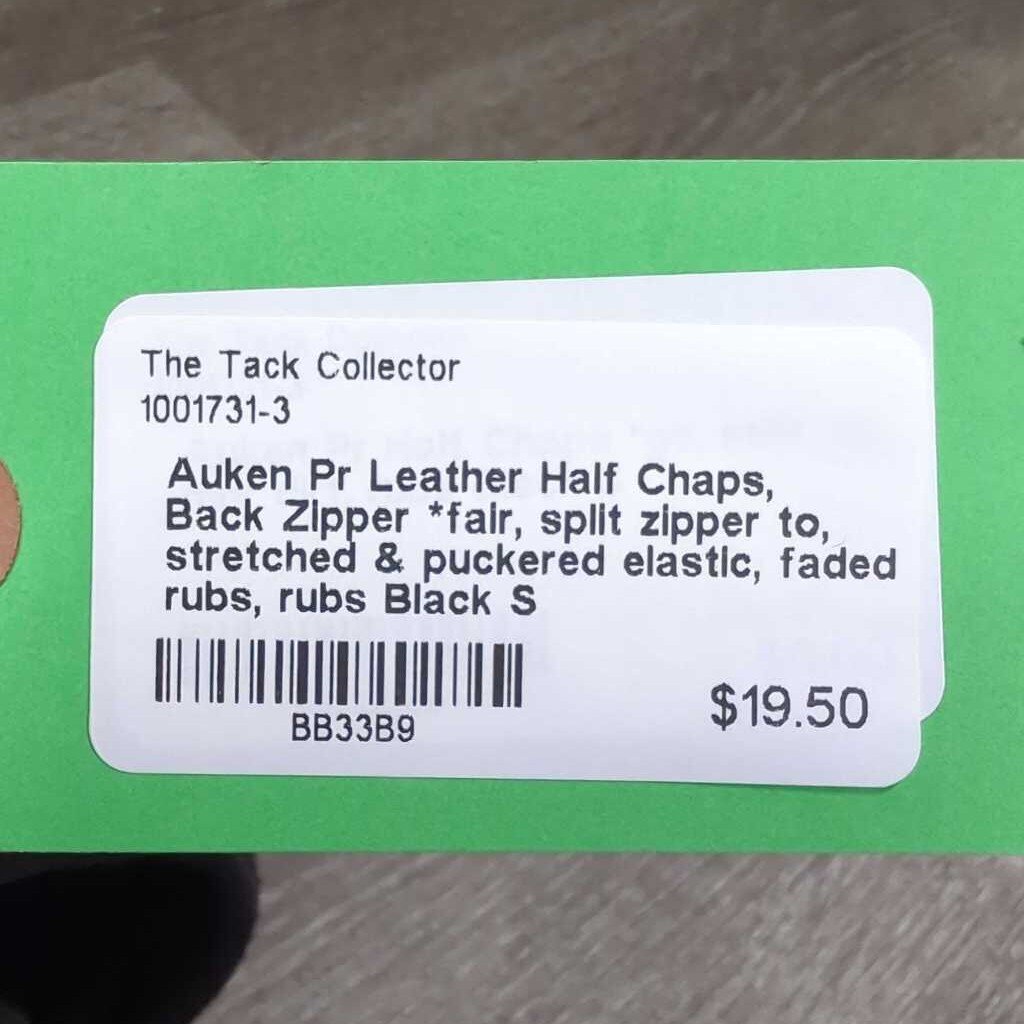 The Tack Collector
1001731-3
Auken Pr Leather Half Chaps,
Back Zipper *fair, split zipper to,
stretched & puckered elastic, faded
rubs, rubs Black S
BB33B9
$19.50